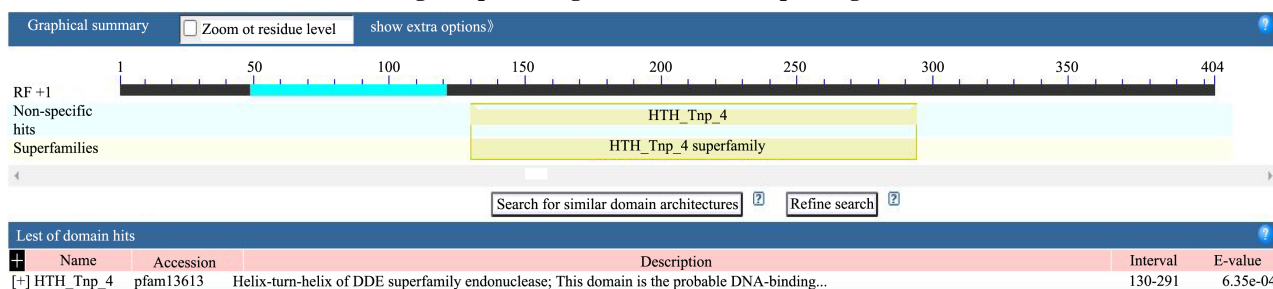 Graphical summary Zoom ot residue level show extra options》 ?
1 50 100 150 200 250 300 350 404
RF +1
Non-specific
hits
HTH_Tnp_4
Superfamilies HTH_Tnp_4 superfamily
Search for similar domain architectures ? Refine search ?
Lest of domain hits ?
+ Name Accession Description Interval E-value
[+] HTH_Tnp_4 pfam13613 Helix-turn-helix of DDE superfamily endonuclease; This domain is the probable DNA-binding... 130-291 6.35e-04